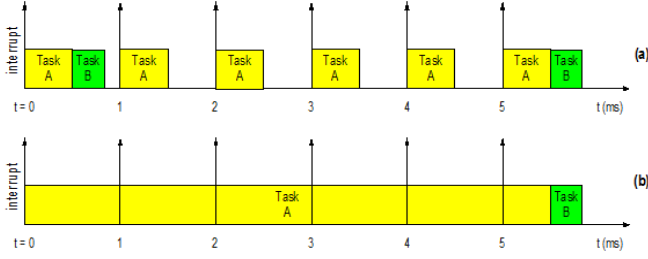 interrupt
Task A
Task B
Task A
Task A
Task A
Task A
Task A
Task B
(a)
t = 0 1 2 3 4 5 t (ms)
interrupt
Task A
Task B
(b)
t = 0 1 2 3 4 5 t (ms)